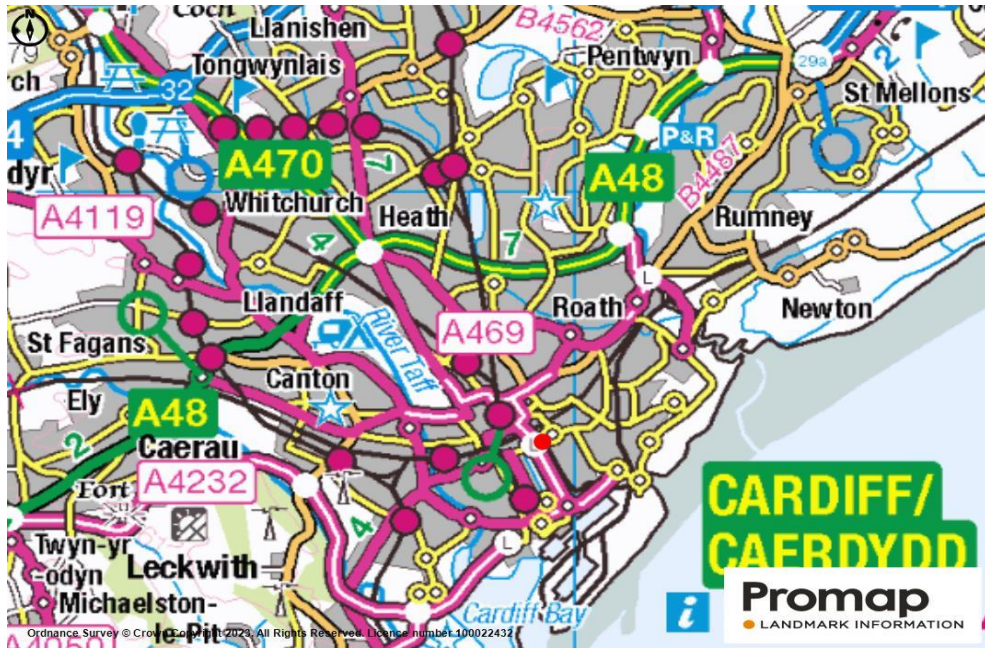 N
Coch
Llanishen
B4562
Pentwyn
29a
2
ch
Tongwynlais
32
St Mellons
4
7
P&R
A470
A48
B4487
dyr
A4119
Whitchurch
Heath
Rumney
4
7
L
Llandaff
Roath
Newton
St Fagans
River Taff
A469
Canton
Ely
A48
2
Caerau
L
Fort
A4232
4
CARDIFF/
CAERDYDD
Twyn-yr
-odyn
Leckwith
L
Michaelston-
le-Pit
Cardiff Bay
i
Promap
LANDMARK INFORMATION
Ordnance Survey © Crown Copyright 2023. All Rights Reserved. Licence number 100022432